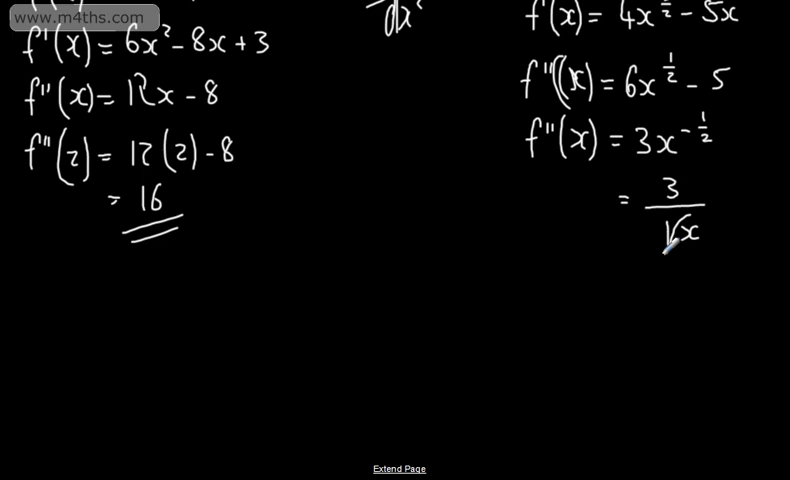 www.m4ths.com
f'(x) = 6x² - 8x + 3
f''(x) = 12x - 8
f''(2) = 12(2) - 8
= 16
dx²
f'(x) = 4x^{3/2} - 5x
f''(x) = 6x^{1/2} - 5
f''(x) = 3x^{-1/2}
= 3/√x
Extend Page